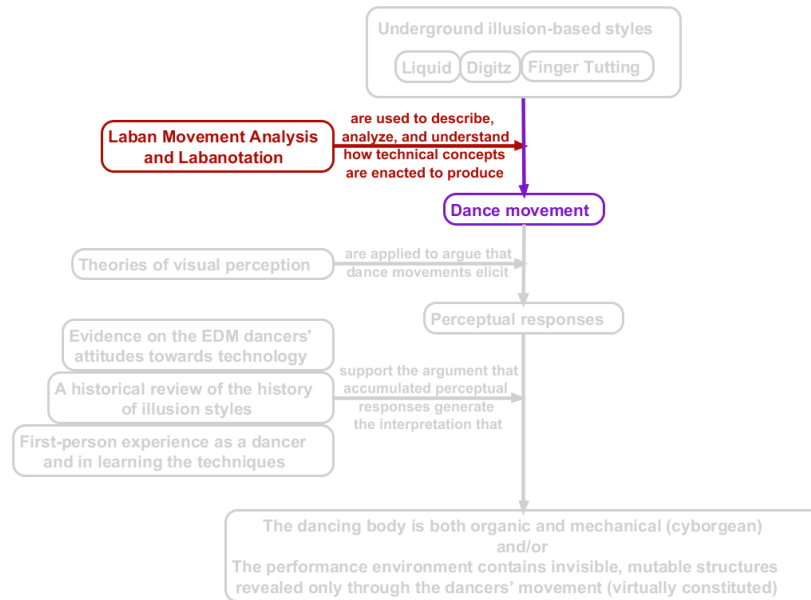 Underground illusion-based styles
Liquid Digitz Finger Tutting
are used to describe,
analyze, and understand
how technical concepts
are enacted to produce
Laban Movement Analysis
and Labanotation
Dance movement
Theories of visual perception
are applied to argue that
dance movements elicit
Perceptual responses
Evidence on the EDM dancers'
attitudes towards technology
A historical review of the history
of illusion styles
First-person experience as a dancer
and in learning the techniques
support the argument that
accumulated perceptual
responses generate
the interpretation that
The dancing body is both organic and mechanical (cyborgean)
and/or
The performance environment contains invisible, mutable structures
revealed only through the dancers’ movement (virtually constituted)